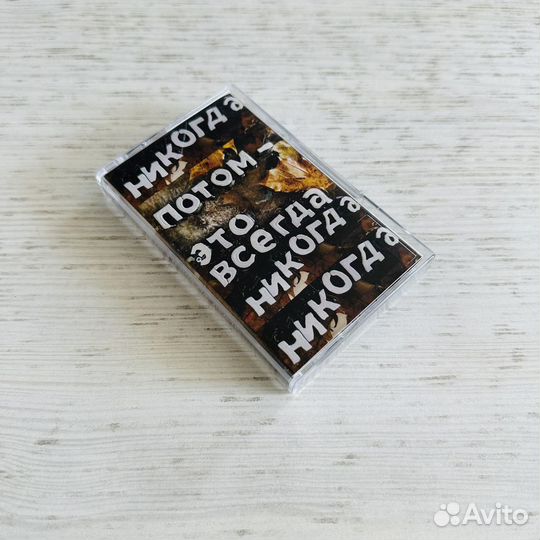 никогда
потом -
это
всегда
никогда
никогда
Avito